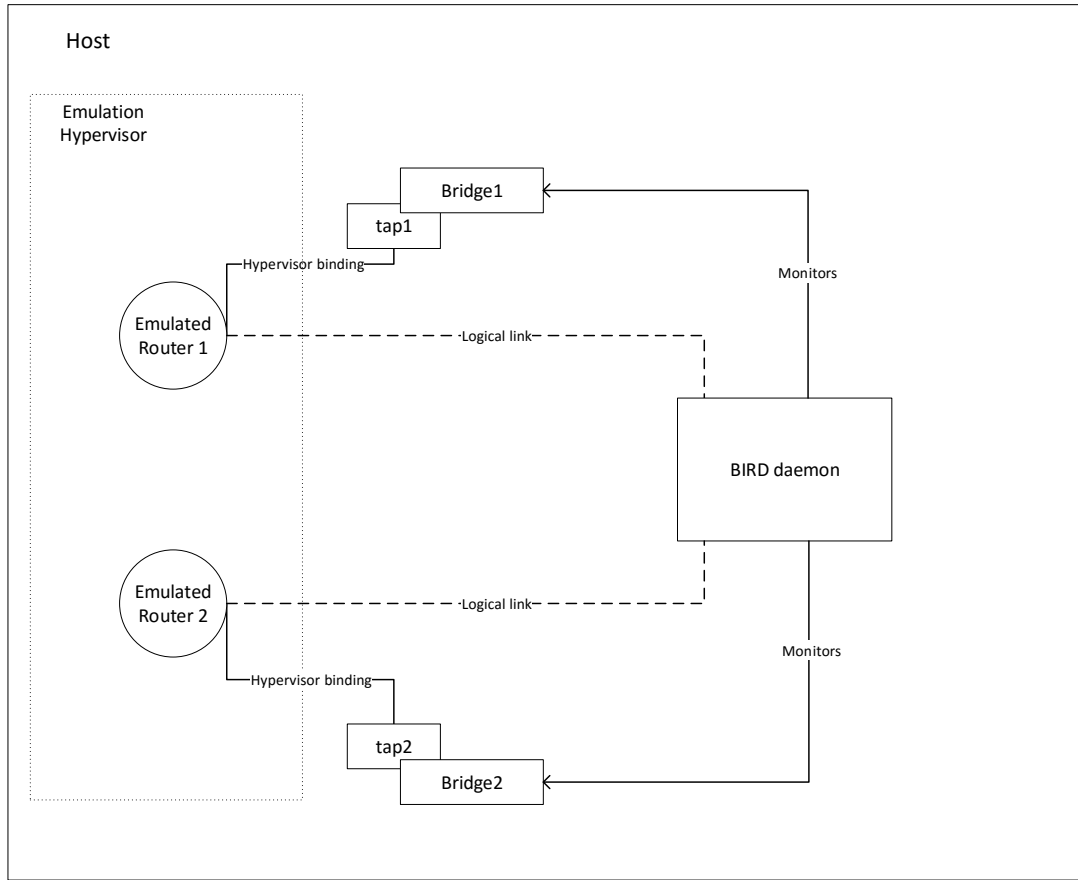 Host
Emulation
Hypervisor
Bridge1
tap1
Hypervisor binding
Monitors
Emulated
Router 1
Logical link
BIRD daemon
Emulated
Router 2
Logical link
Monitors
Hypervisor binding
tap2
Bridge2